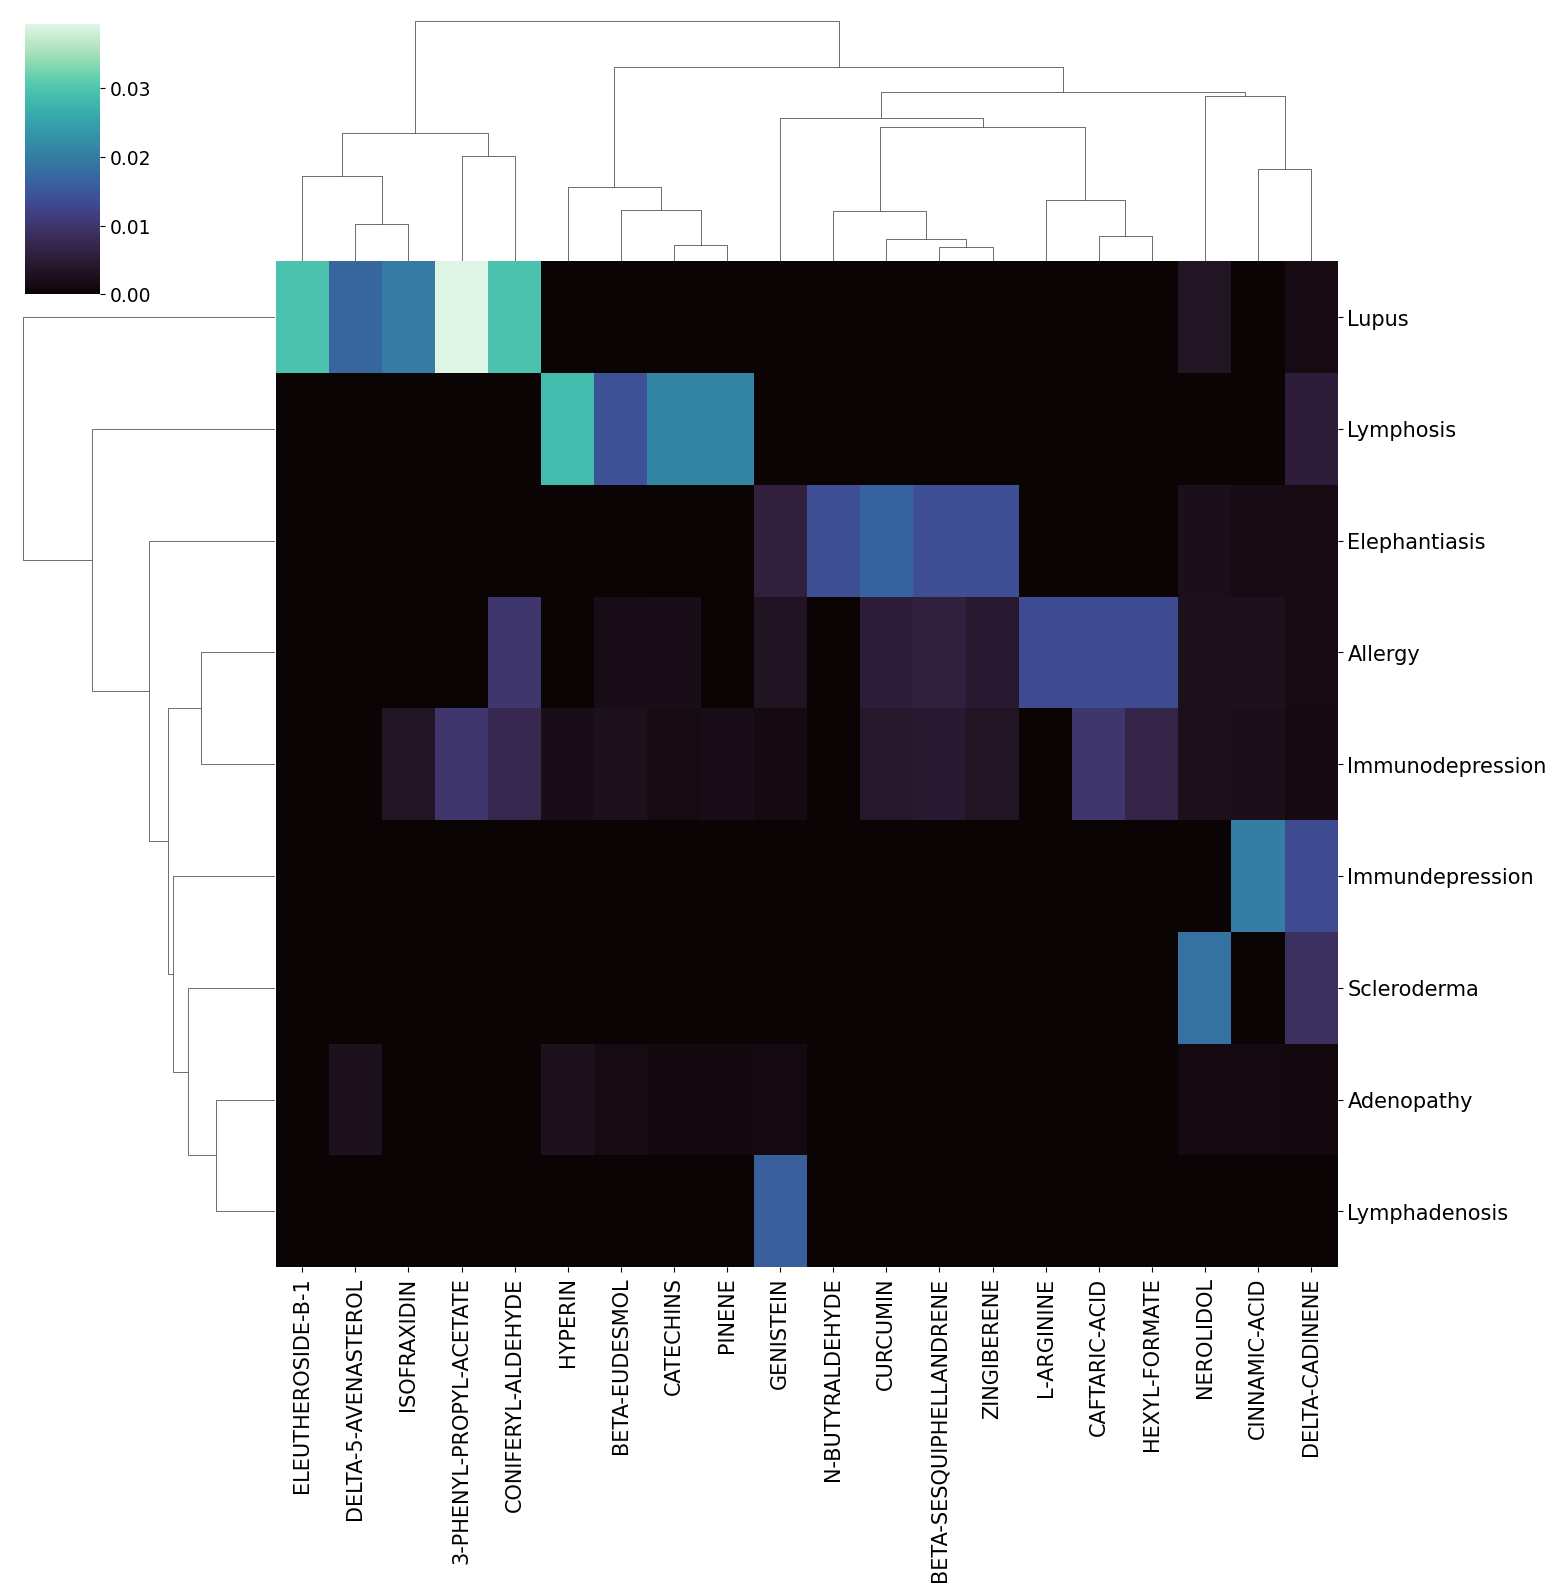 0.03
0.02
0.01
0.00
Lupus
Lymphosis
Elephantiasis
Allergy
Immunodepression
Immundepression
Scleroderma
Adenopathy
Lymphadenosis
ELEUTHEROSIDE-B-1
DELTA-5-AVENASTEROL
ISOFRAXIDIN
3-PHENYL-PROPYL-ACETATE
CONIFERYL-ALDEHYDE
HYPERIN
BETA-EUDESMOL
CATECHINS
PINENE
GENISTEIN
N-BUTYRALDEHYDE
CURCUMIN
BETA-SESQUIPHELLANDRENE
ZINGIBERENE
L-ARGININE
CAFTARIC-ACID
HEXYL-FORMATE
NEROLIDOL
CINNAMIC-ACID
DELTA-CADINENE